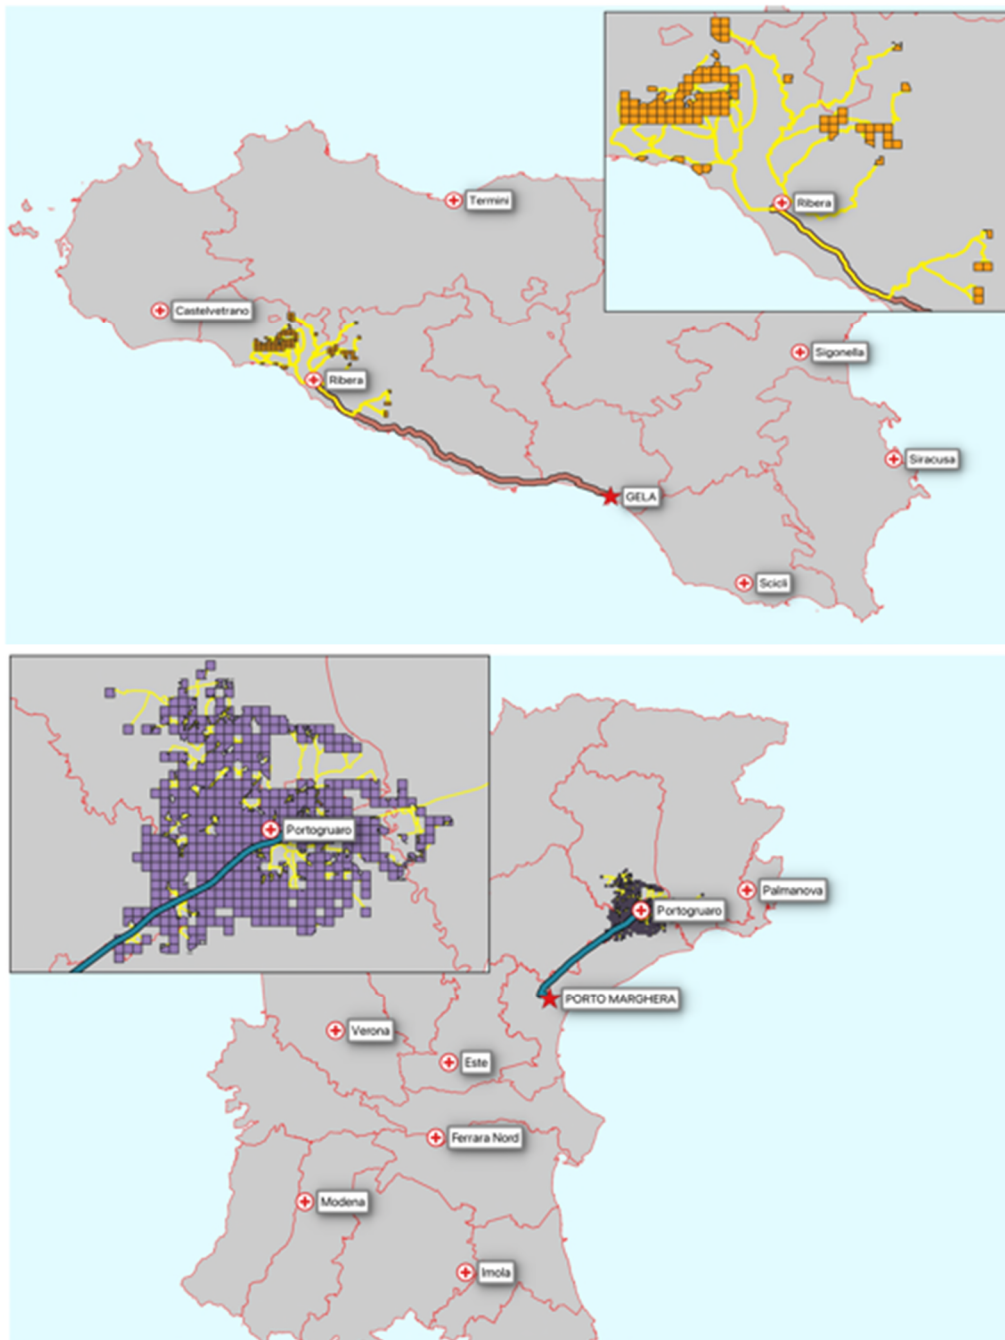 Termini
Ribera
Castelvetrano
Sigonella
Ribera
Siracusa
GELA
Scicli
Portogruaro
Palmanova
Portogruaro
PORTO MARGHERA
Verona
Este
Ferrara Nord
Modena
Imola